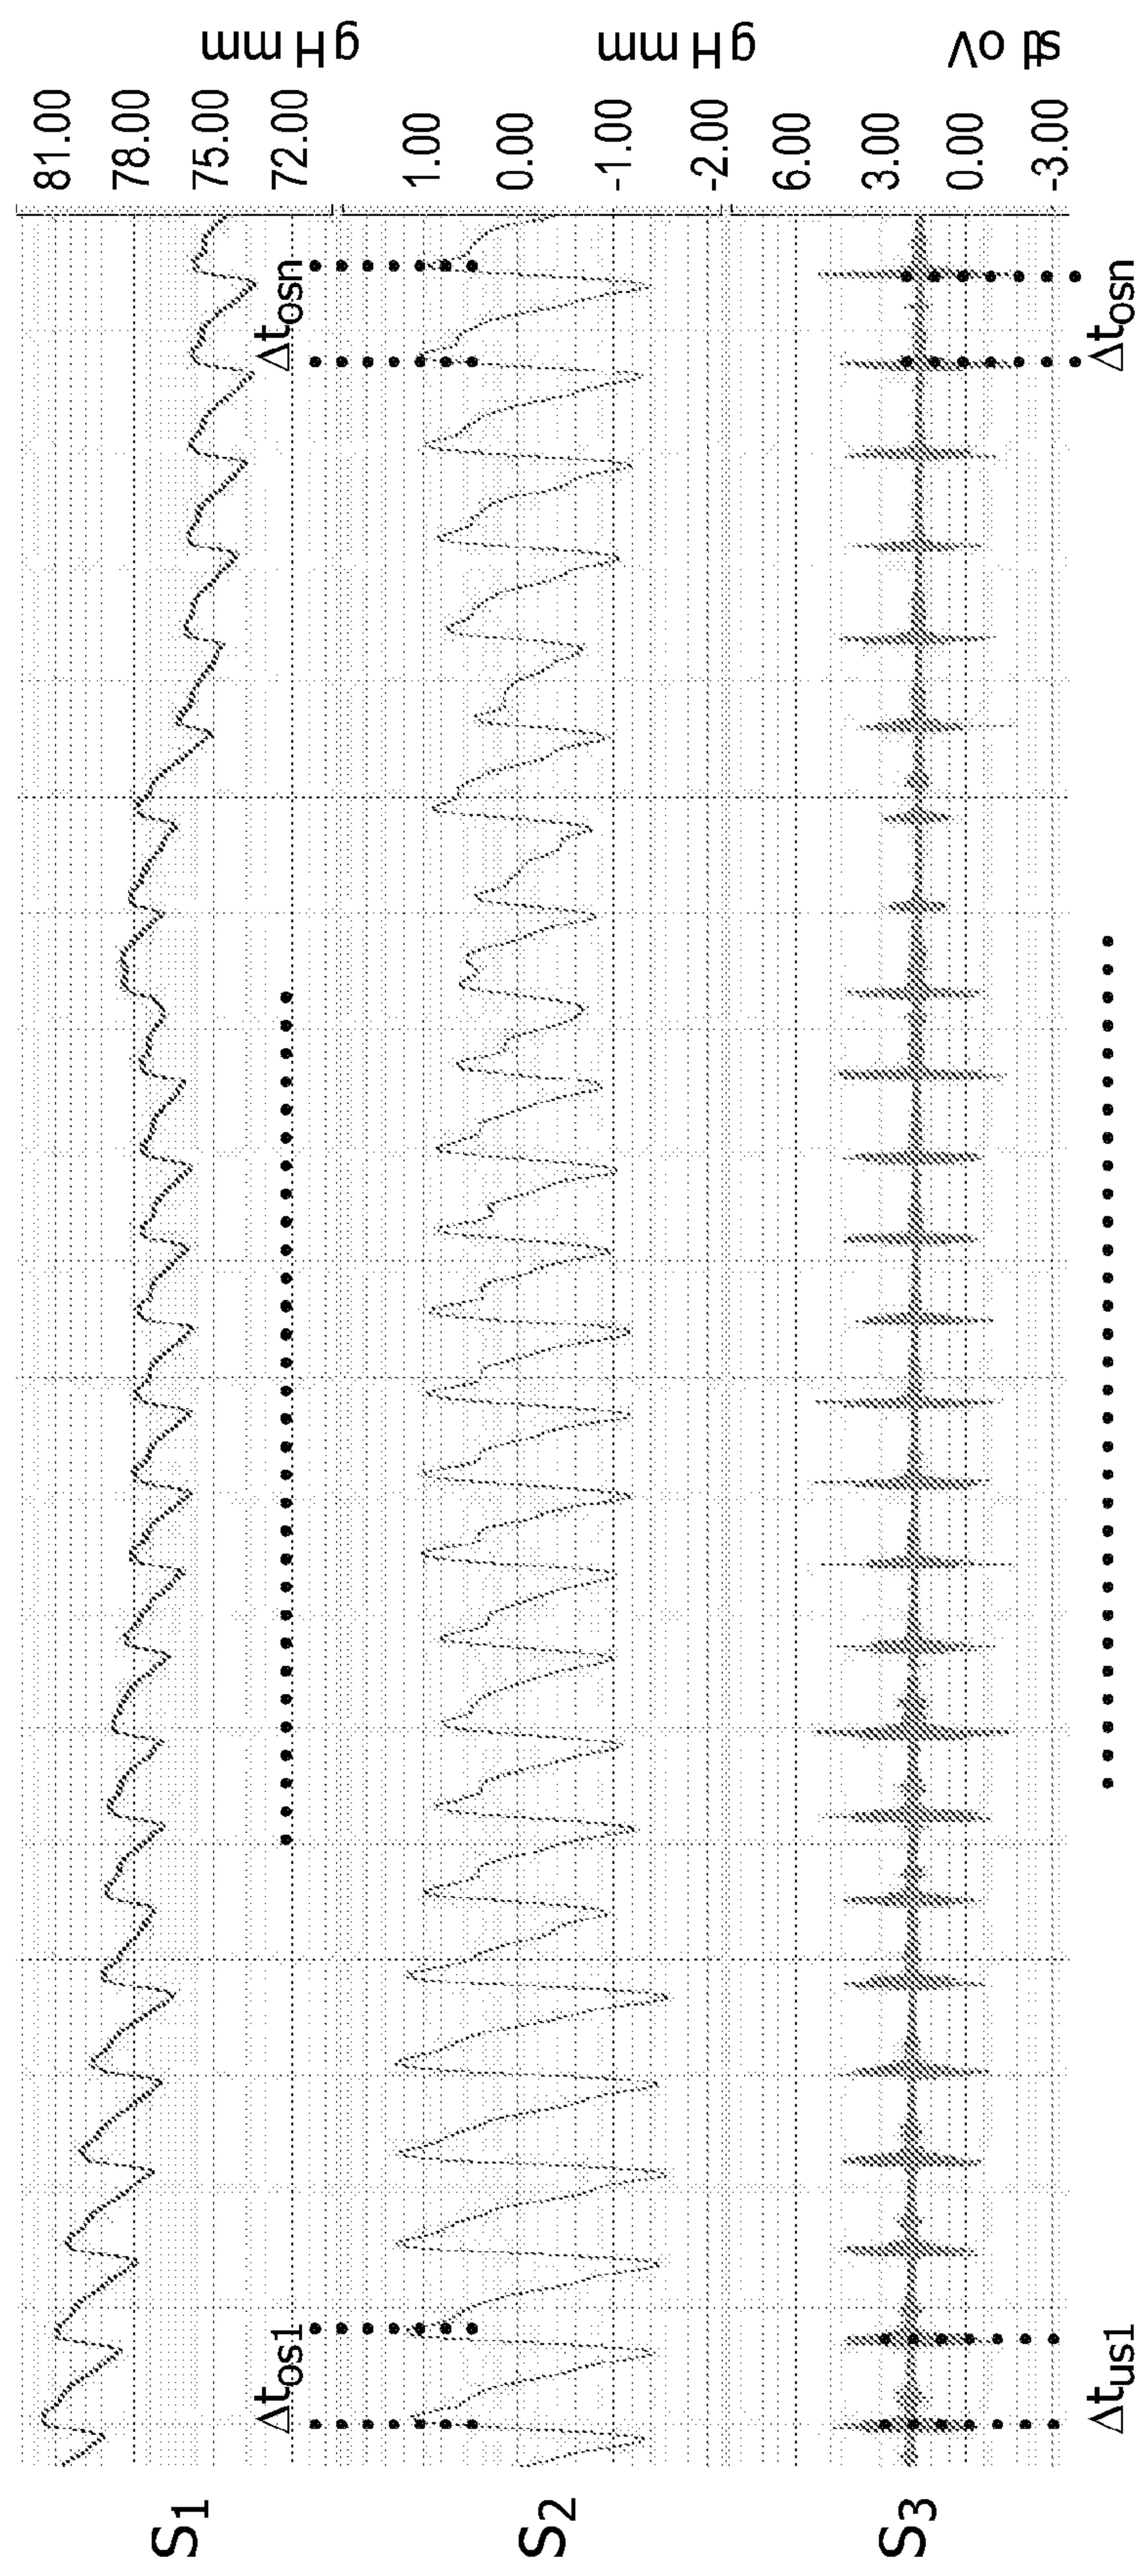 S1
81.00
78.00
75.00
72.00
mm Hg
Δtos1
Δtosn
S2
1.00
0.00
-1.00
-2.00
mm Hg
S3
6.00
3.00
0.00
-3.00
Volts
Δtus1
Δtosn